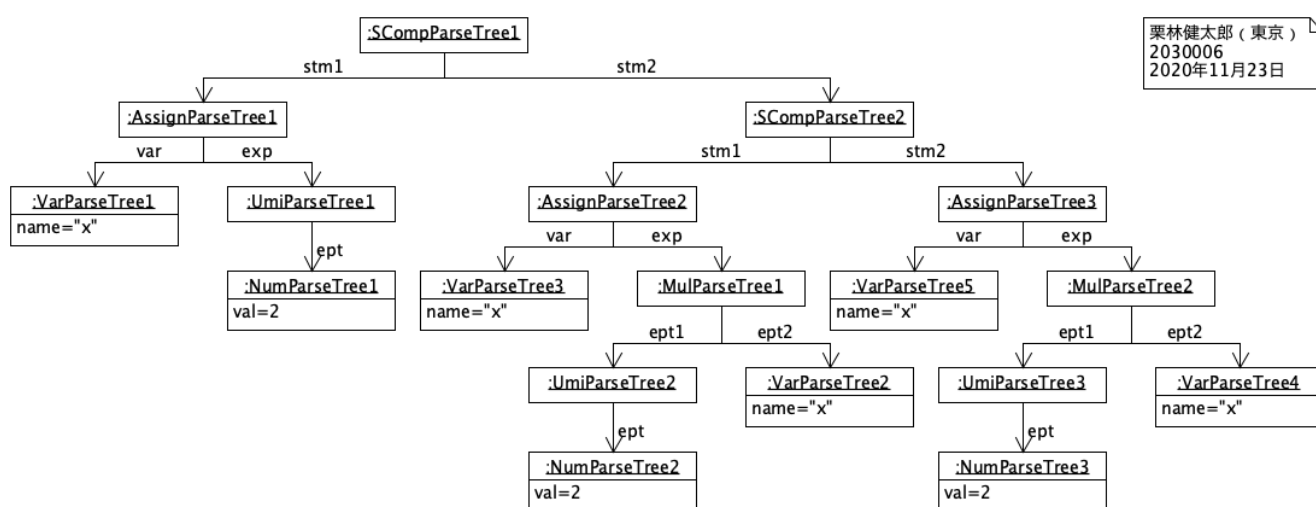 :SCompParseTree1
栗林健太郎（東京）
2030006
2020年11月23日
stm1
stm2
:AssignParseTree1
:SCompParseTree2
var
exp
stm1
stm2
:VarParseTree1
name="x"
:UmiParseTree1
:AssignParseTree2
:AssignParseTree3
ept
var
exp
var
exp
:NumParseTree1
val=2
:VarParseTree3
name="x"
:MulParseTree1
:VarParseTree5
name="x"
:MulParseTree2
ept1
ept2
ept1
ept2
:UmiParseTree2
:VarParseTree2
name="x"
:UmiParseTree3
:VarParseTree4
name="x"
ept
ept
:NumParseTree2
val=2
:NumParseTree3
val=2